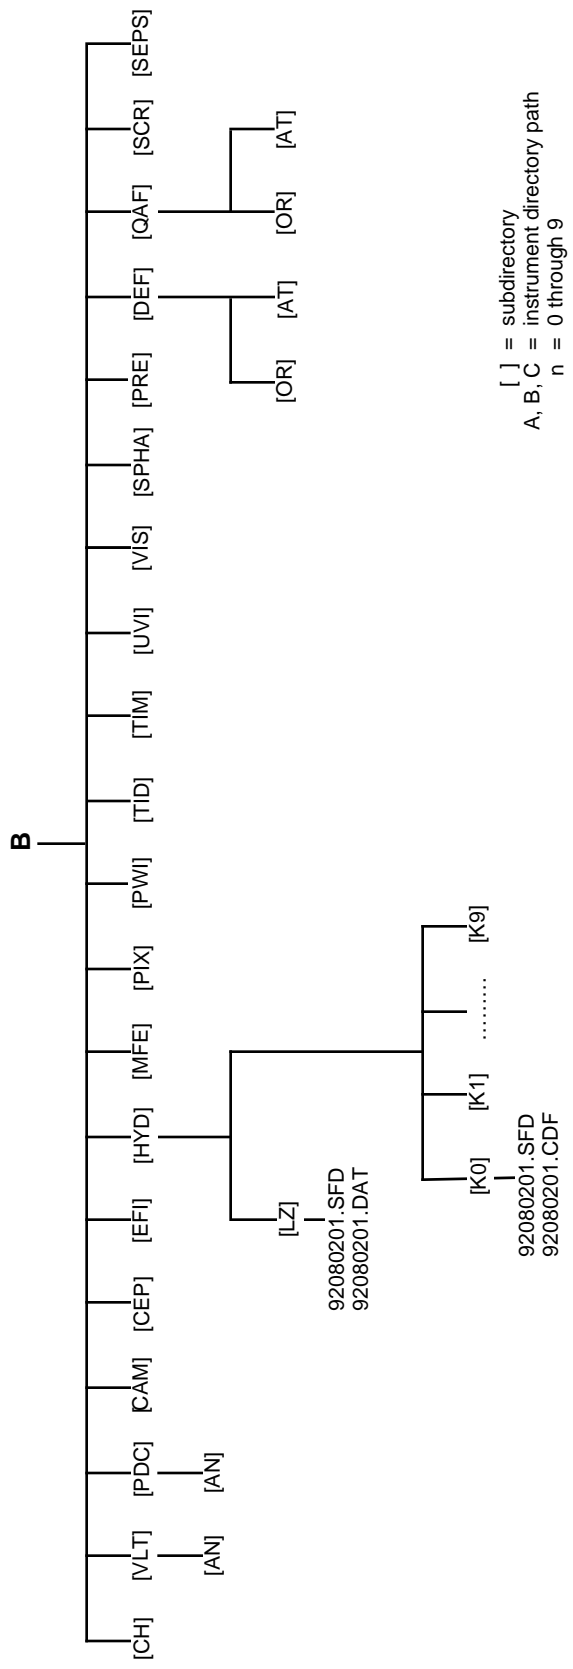 B
[CH] [VLT] [PDC] [CAM] [CEP] [EFI] [HYD] [MFE] [PIX] [PWI] [TID] [TIM] [UVI] [VIS] [SPHA] [PRE] [DEF] [QAF] [SCR] [SEPS]
[AN] [AN]
[LZ] [OR] [AT] [OR] [AT]
92080201.SFD
92080201.DAT
[K0] [K1] ......... [K9]
92080201.SFD
92080201.CDF
[ ] = subdirectory
A, B, C = instrument directory path
n = 0 through 9